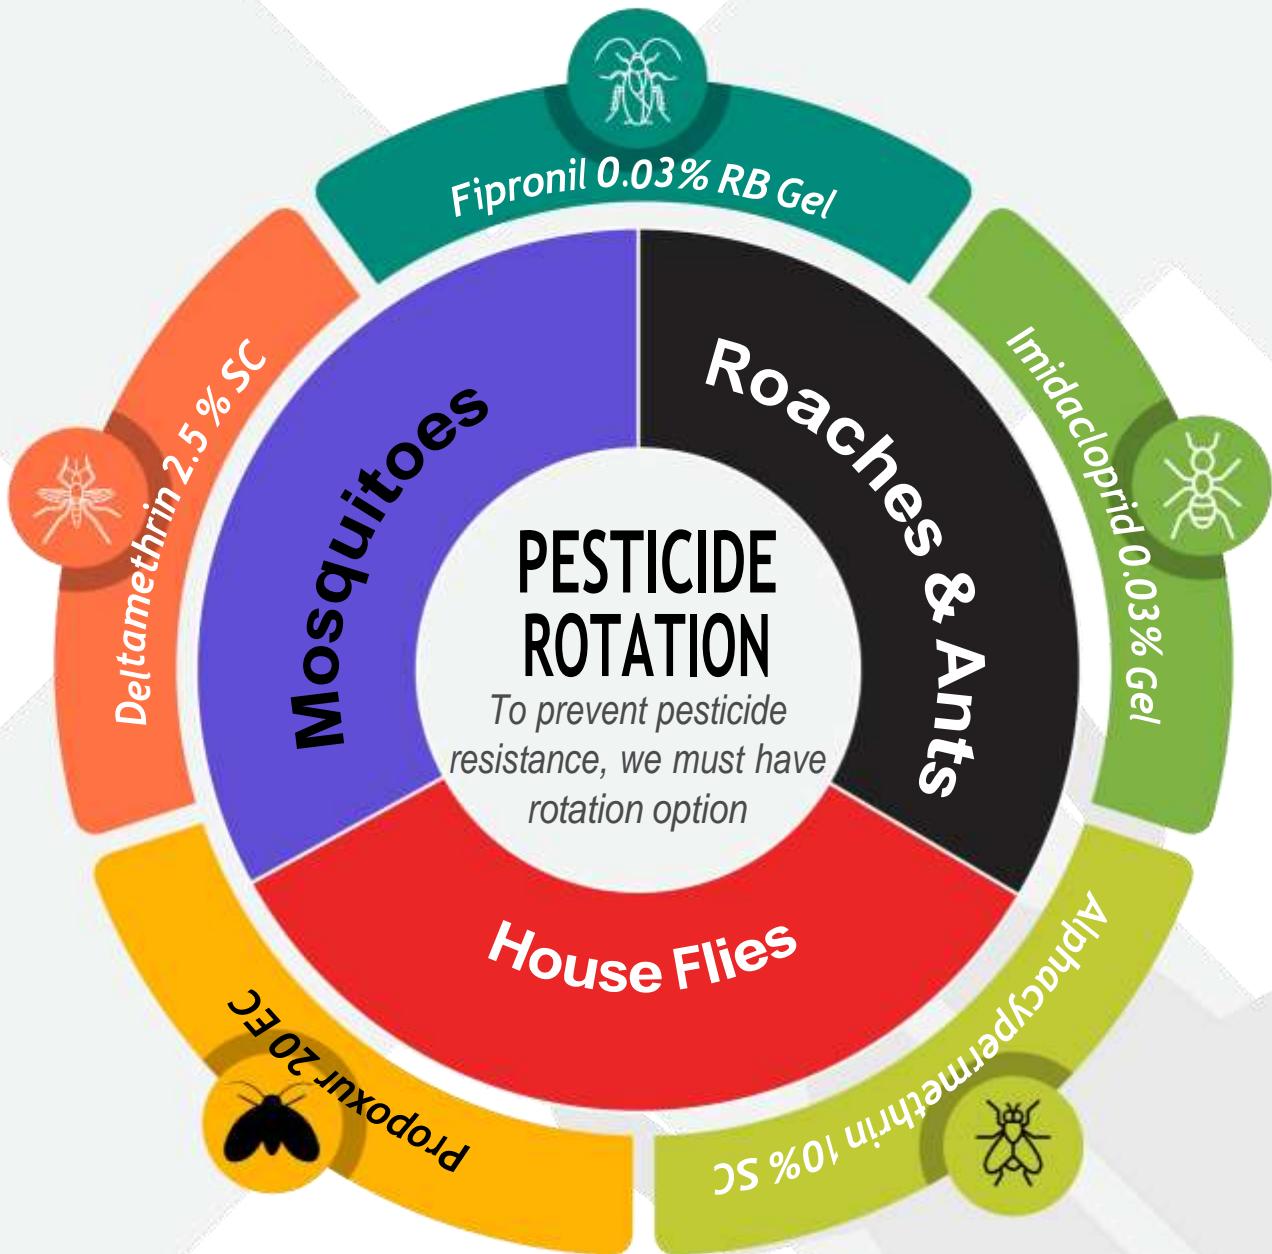 Fipronil 0.03% RB Gel
Imidacloprid 0.03% Gel
Alphacypermethrin 10% SC
Propoxur 20 EC
Deltamethrin 2.5 % SC
Mosquitoes
Roaches & Ants
House Flies
PESTICIDE
ROTATION
To prevent pesticide
resistance, we must have
rotation option